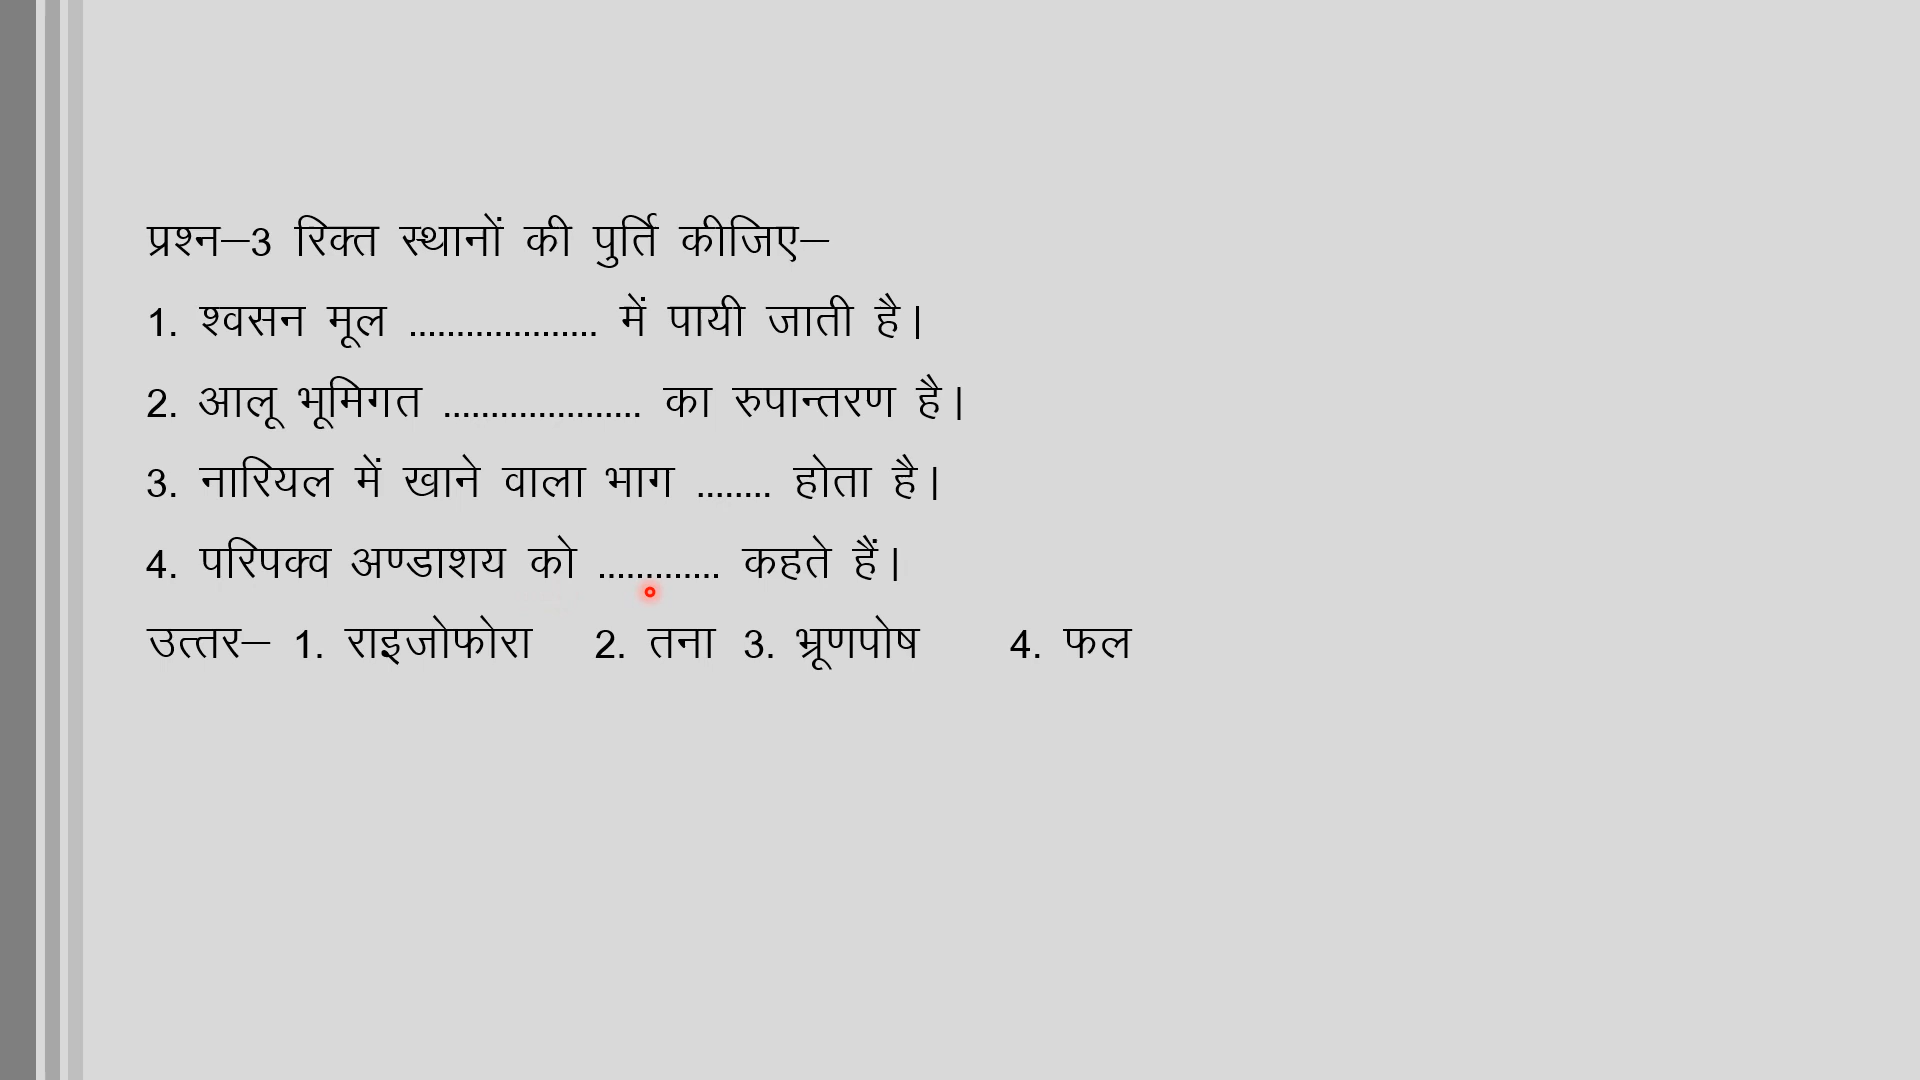 प्रश्न–3 रिक्त स्थानों की पुर्ति कीजिए–
1. श्वसन मूल .................... में पायी जाती है।
2. आलू भूमिगत ..................... का रुपान्तरण है।
3. नारियल में खाने वाला भाग ........ होता है।
4. परिपक्व अण्डाशय को ............. कहते हैं।
उत्तर– 1. राइजोफोरा 2. तना 3. भ्रूणपोष 4. फल